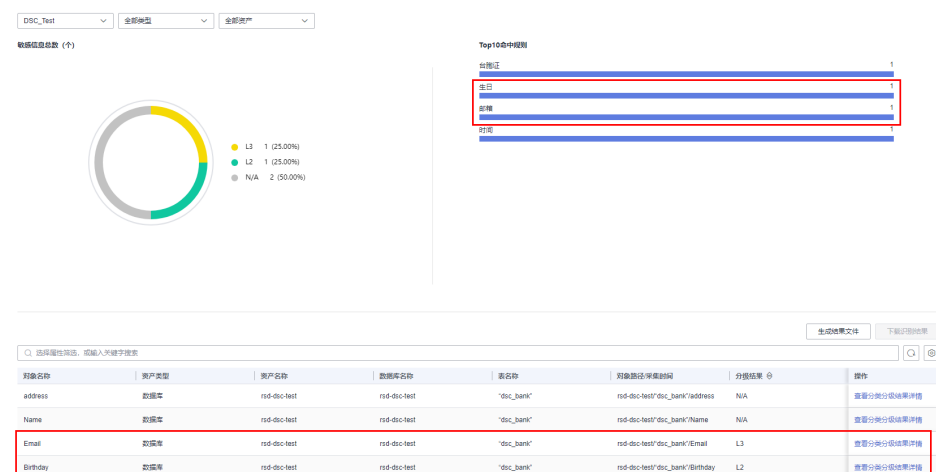 DSC_Test 全部类型 全部资产
敏感信息总数 (个)
Top10命中规则
台胞证 1
生日 1
邮箱 1
时间 1
L3 1 (25.00%)
L2 1 (25.00%)
N/A 2 (50.00%)
生成结果文件 下载识别结果
选择属性筛选，或输入关键字搜索
对象名称 资产类型 资产名称 数据库名称 表名称 对象路径/采集时间 分级结果 操作
address 数据库 rsd-dsc-test rsd-dsc-test "dsc_bank" rsd-dsc-test/"dsc_bank"/address N/A 查看分类分级结果详情
Name 数据库 rsd-dsc-test rsd-dsc-test "dsc_bank" rsd-dsc-test/"dsc_bank"/Name N/A 查看分类分级结果详情
Email 数据库 rsd-dsc-test rsd-dsc-test "dsc_bank" rsd-dsc-test/"dsc_bank"/Email L3 查看分类分级结果详情
Birthday 数据库 rsd-dsc-test rsd-dsc-test "dsc_bank" rsd-dsc-test/"dsc_bank"/Birthday L2 查看分类分级结果详情